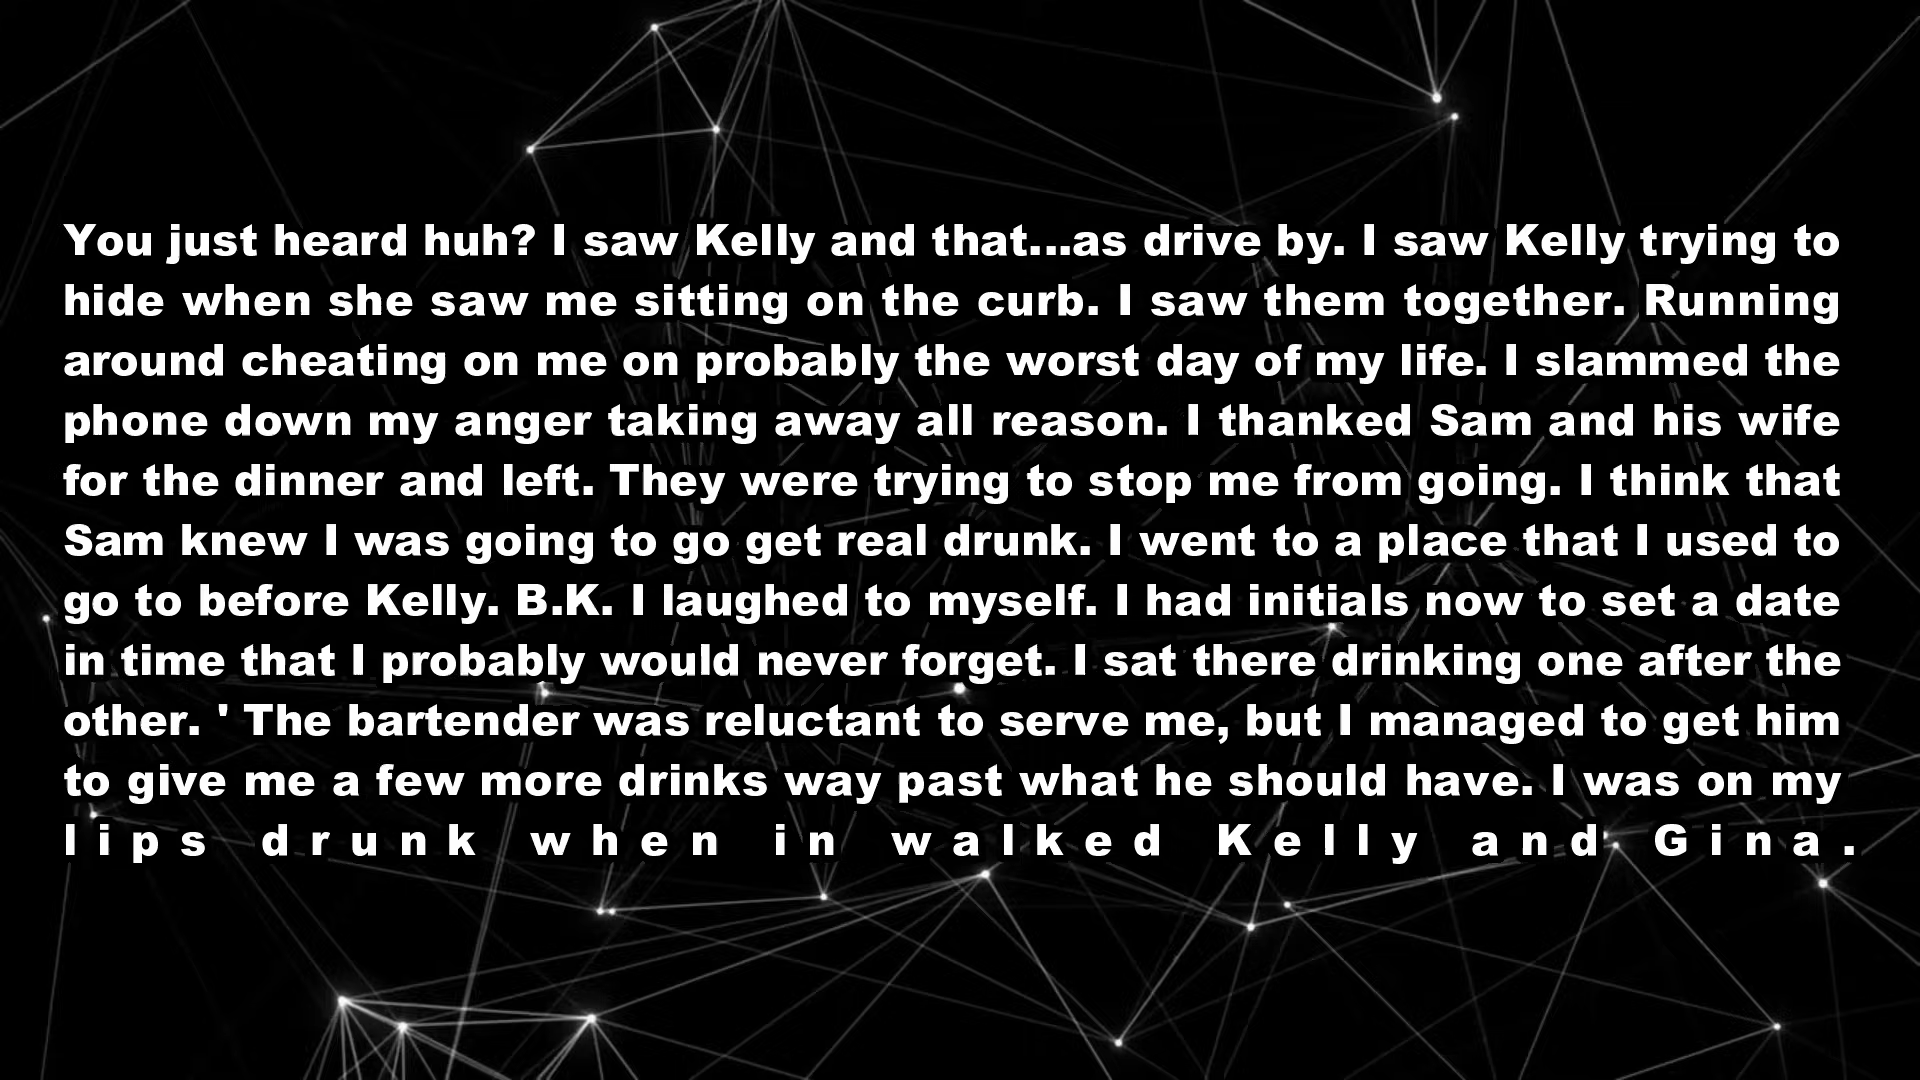 You just heard huh? I saw Kelly and that...as drive by. I saw Kelly trying to
hide when she saw me sitting on the curb. I saw them together. Running
around cheating on me on probably the worst day of my life. I slammed the
phone down my anger taking away all reason. I thanked Sam and his wife
for the dinner and left. They were trying to stop me from going. I think that
Sam knew I was going to go get real drunk. I went to a place that I used to
go to before Kelly. B.K. I laughed to myself. I had initials now to set a date
in time that I probably would never forget. I sat there drinking one after the
other. ' The bartender was reluctant to serve me, but I managed to get him
to give me a few more drinks way past what he should have. I was on my
lips drunk when in walked Kelly and Gina.